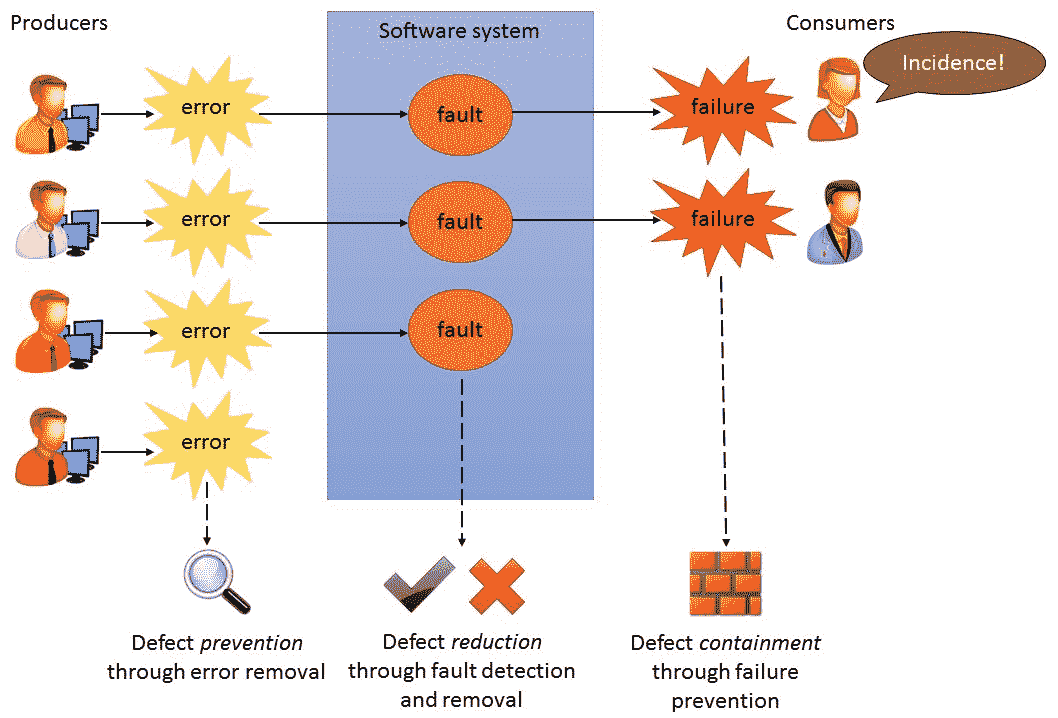 Producers
Software system
Consumers
Incidence!
error
fault
failure
error
fault
failure
error
fault
error
Defect prevention
through error removal
Defect reduction
through fault detection
and removal
Defect containment
through failure
prevention